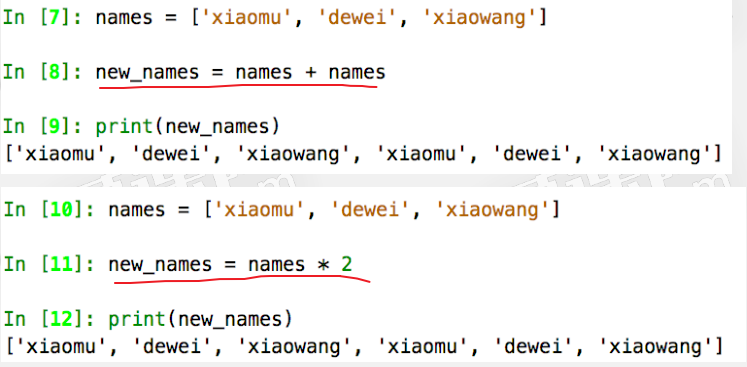 In [7]: names = ['xiaomu', 'dewei', 'xiaowang']
In [8]: new_names = names + names
In [9]: print(new_names)
['xiaomu', 'dewei', 'xiaowang', 'xiaomu', 'dewei', 'xiaowang']
In [10]: names = ['xiaomu', 'dewei', 'xiaowang']
In [11]: new_names = names * 2
In [12]: print(new_names)
['xiaomu', 'dewei', 'xiaowang', 'xiaomu', 'dewei', 'xiaowang']